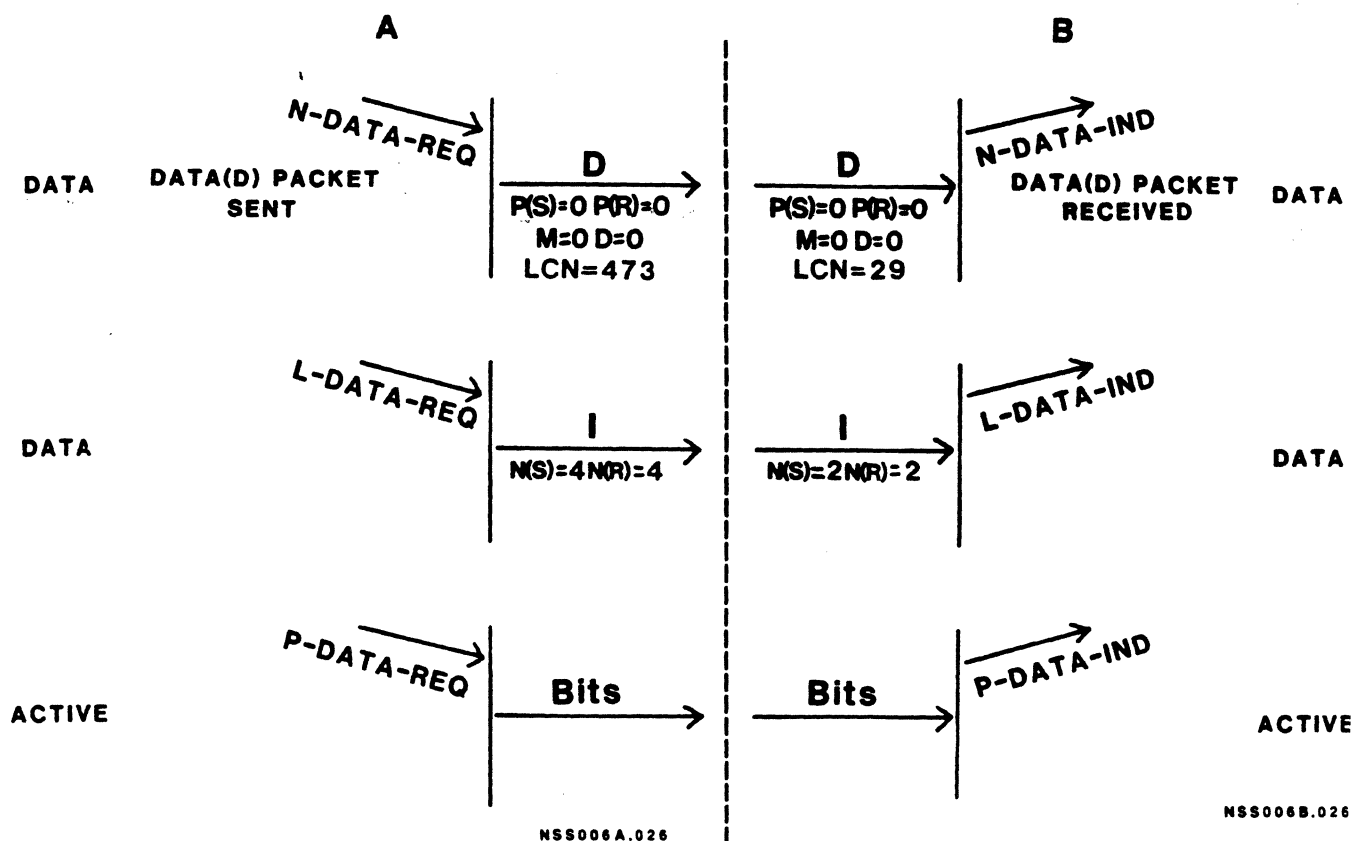 A
B
N-DATA-REQ
N-DATA-IND
DATA
DATA(D) PACKET
SENT
D
P(S)=0 P(R)=0
M=0 D=0
LCN=473
D
P(S)=0 P(R)=0
M=0 D=0
LCN=29
DATA(D) PACKET
RECEIVED
DATA
L-DATA-REQ
L-DATA-IND
DATA
I
N(S)=4 N(R)=4
I
N(S)=2 N(R)=2
DATA
P-DATA-REQ
P-DATA-IND
ACTIVE
Bits
Bits
ACTIVE
NSS006A.026
NSS006B.026